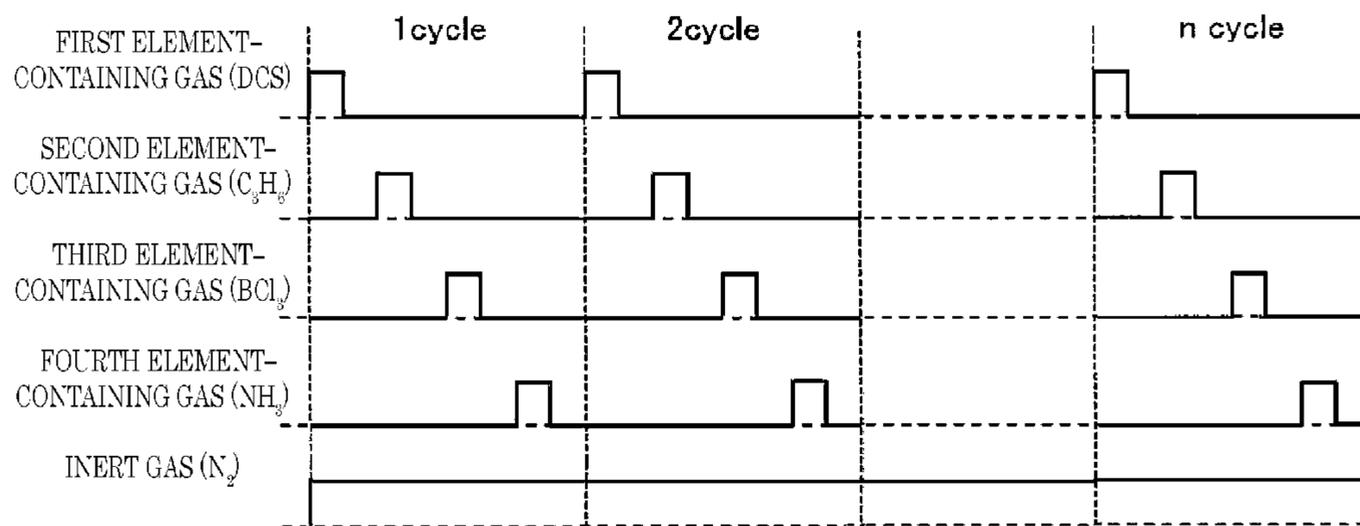 1cycle 2cycle n cycle
FIRST ELEMENT-
CONTAINING GAS (DCS)
SECOND ELEMENT-
CONTAINING GAS (C₃H₆)
THIRD ELEMENT-
CONTAINING GAS (BCl₃)
FOURTH ELEMENT-
CONTAINING GAS (NH₃)
INERT GAS (N₂)